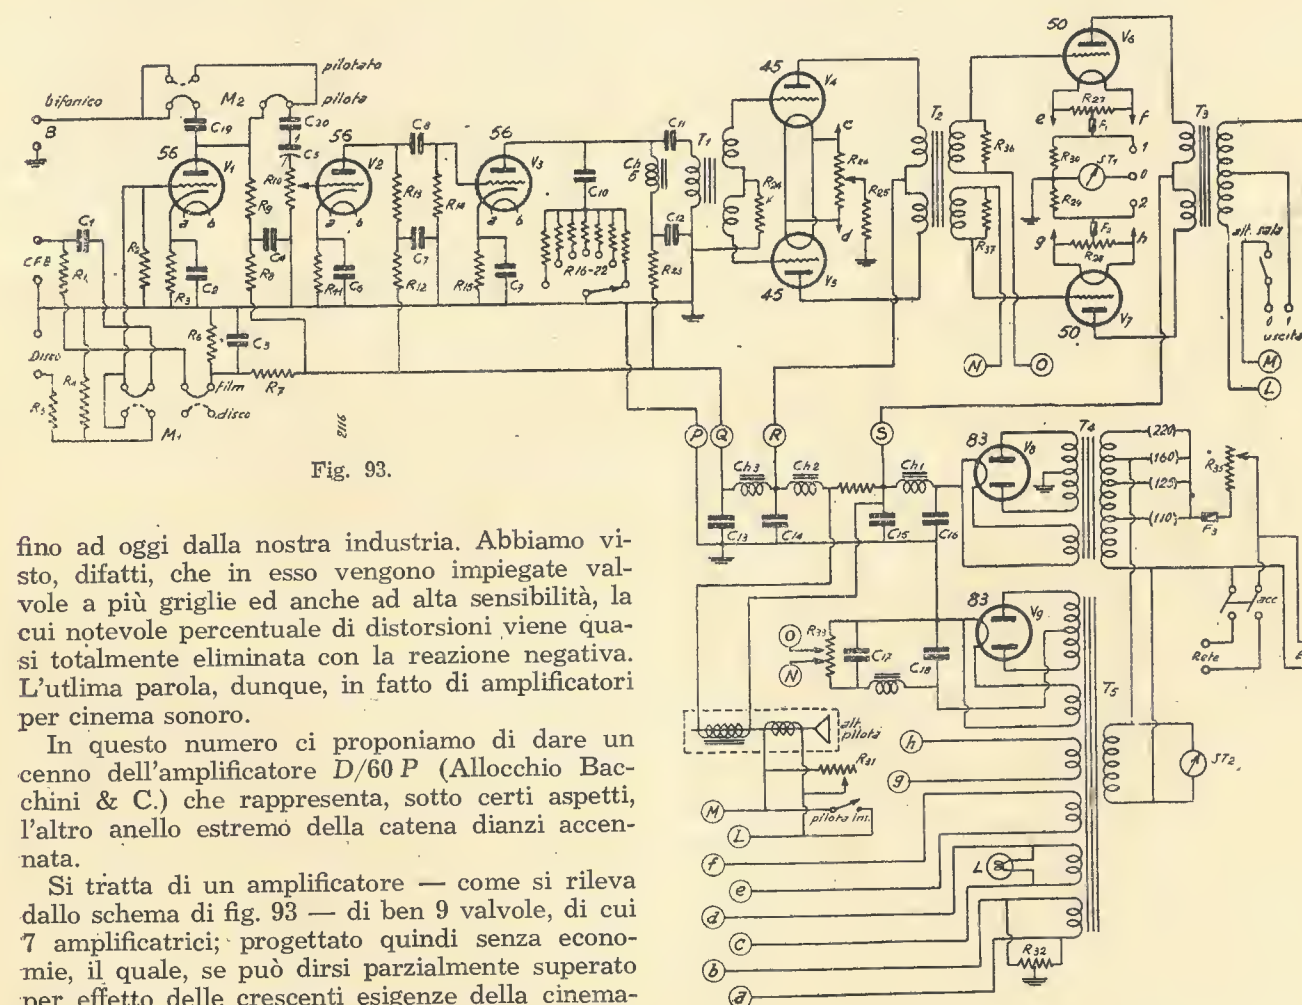 bifonico
B
CFB
Disco
pilotato
pilota
M2
C19
C20
C5
56
V1
a b
C1
R1
R2
R3
C2
R9
R8
C4
R10
56
V2
a b
R11
C6
C8
R13
R14
C7
R12
56
V3
a b
R15
C9
C10
R16-22
C11
Ch
C12
R23
T1
R6
C3
R7
R4
R5
film
disco
M1
2116
45
V4
c
R25
d
45
V5
T2
R36
R37
N
O
50
V6
R27
e
f
F1
1
R30
ST1
0
R29
2
F2
g
h
R28
50
V7
T3
alt. sala
0 1
uscita
M
L
P
Q
R
S
Ch3
Ch2
Ch1
C13
C14
C15
C16
83
V8
T4
(220)
(160)
(125)
(110)
R35
F3
acc
Rete
O
N
R33
C17
C18
83
V9
T5
alt.
pilota
R31
pilota ins.
M
L
h
g
f
e
d
c
b
a
L
R32
ST2
Fig. 93.
fino ad oggi dalla nostra industria. Abbiamo vi-
sto, difatti, che in esso vengono impiegate val-
vole a più griglie ed anche ad alta sensibilità, la
cui notevole percentuale di distorsioni viene qua-
si totalmente eliminata con la reazione negativa.
L'utlima parola, dunque, in fatto di amplificatori
per cinema sonoro.
In questo numero ci proponiamo di dare un
cenno dell'amplificatore D/60 P (Allocchio Bac-
chini & C.) che rappresenta, sotto certi aspetti,
l'altro anello estremo della catena dianzi accen-
nata.
Si tratta di un amplificatore — come si rileva
dallo schema di fig. 93 — di ben 9 valvole, di cui
7 amplificatrici; progettato quindi senza econo-
mie, il quale, se può dirsi parzialmente superato
per effetto delle crescenti esigenze della cinema-